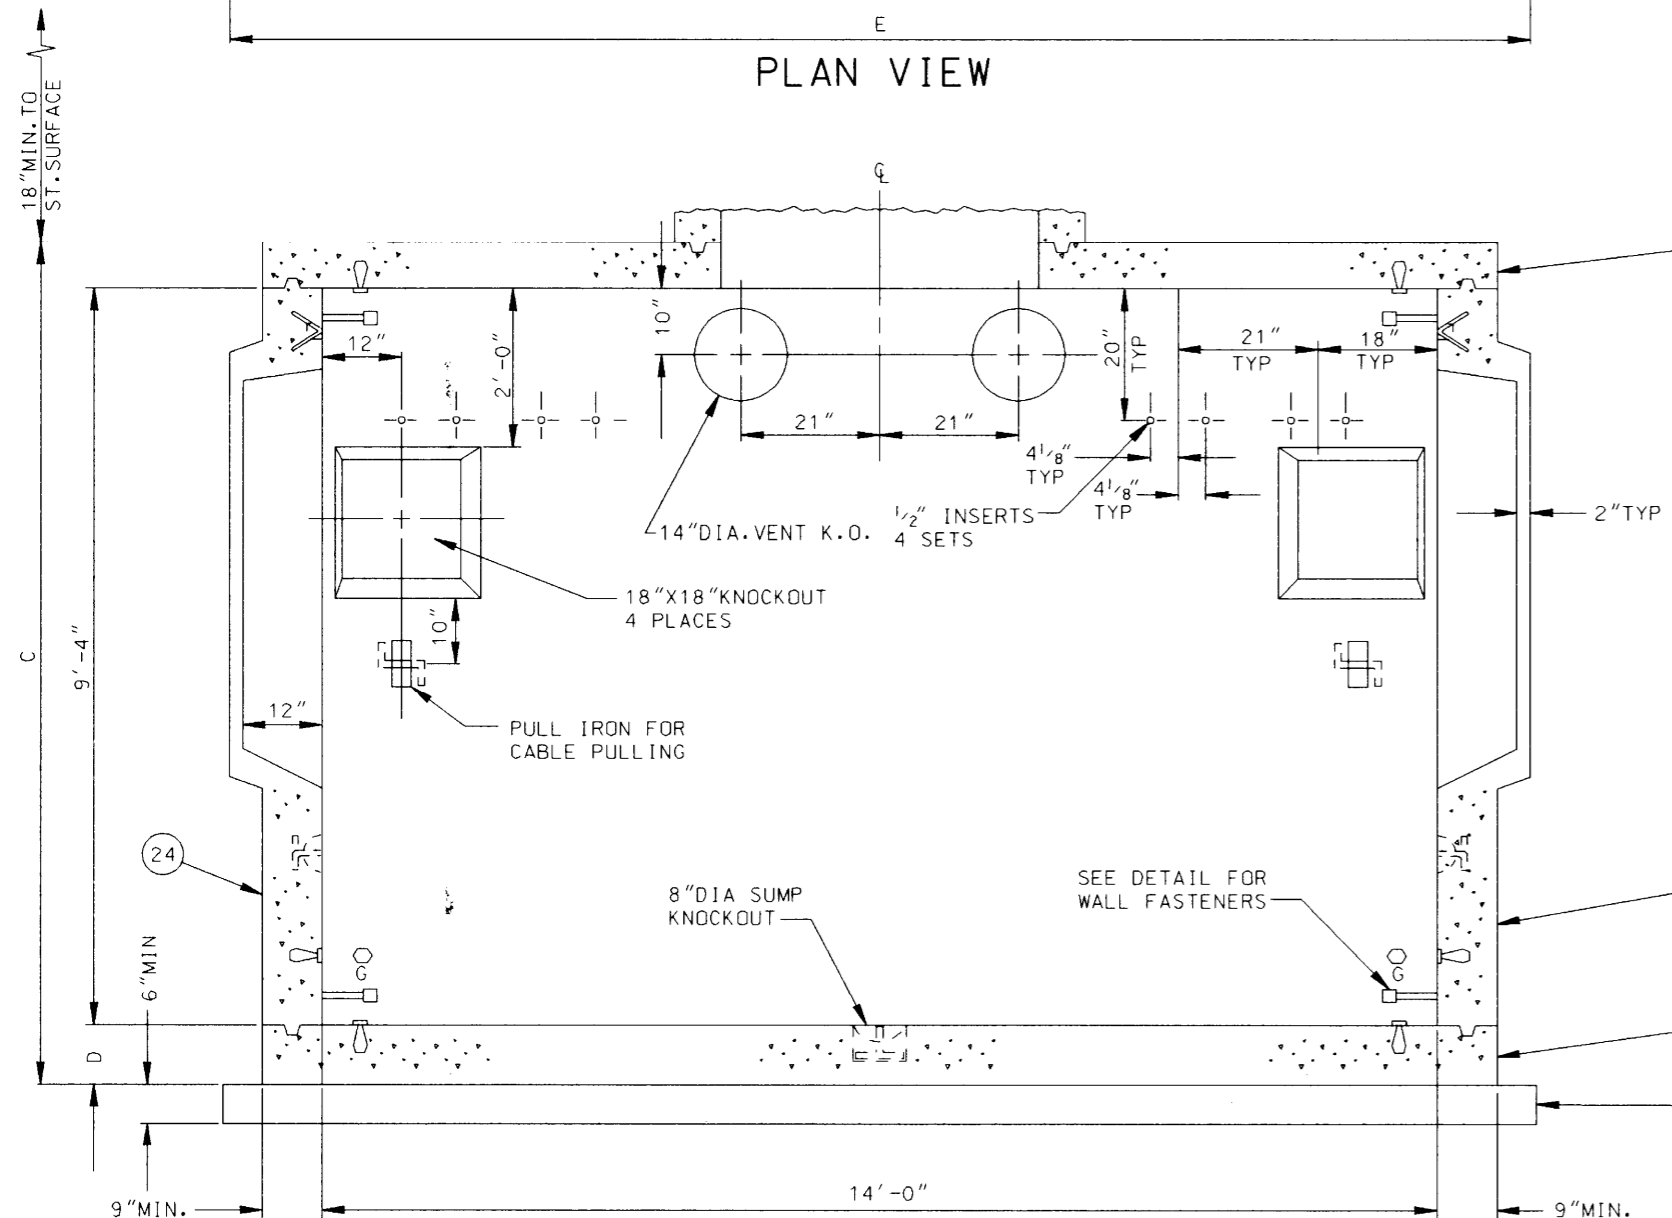 E
PLAN VIEW
18"MIN. TO
ST. SURFACE
℄
12"
2'-0"
10"
20"
TYP
21"
TYP
18"
TYP
21"
21"
4 1/8"
TYP
4 1/8"
TYP
1/2" INSERTS
4 SETS
14"DIA. VENT K.O.
2"TYP
18"X18"KNOCKOUT
4 PLACES
10"
C
9'-4"
12"
PULL IRON FOR
CABLE PULLING
24
8"DIA SUMP
KNOCKOUT
SEE DETAIL FOR
WALL FASTENERS
G
G
6"MIN
D
14'-0"
9"MIN.
9"MIN.